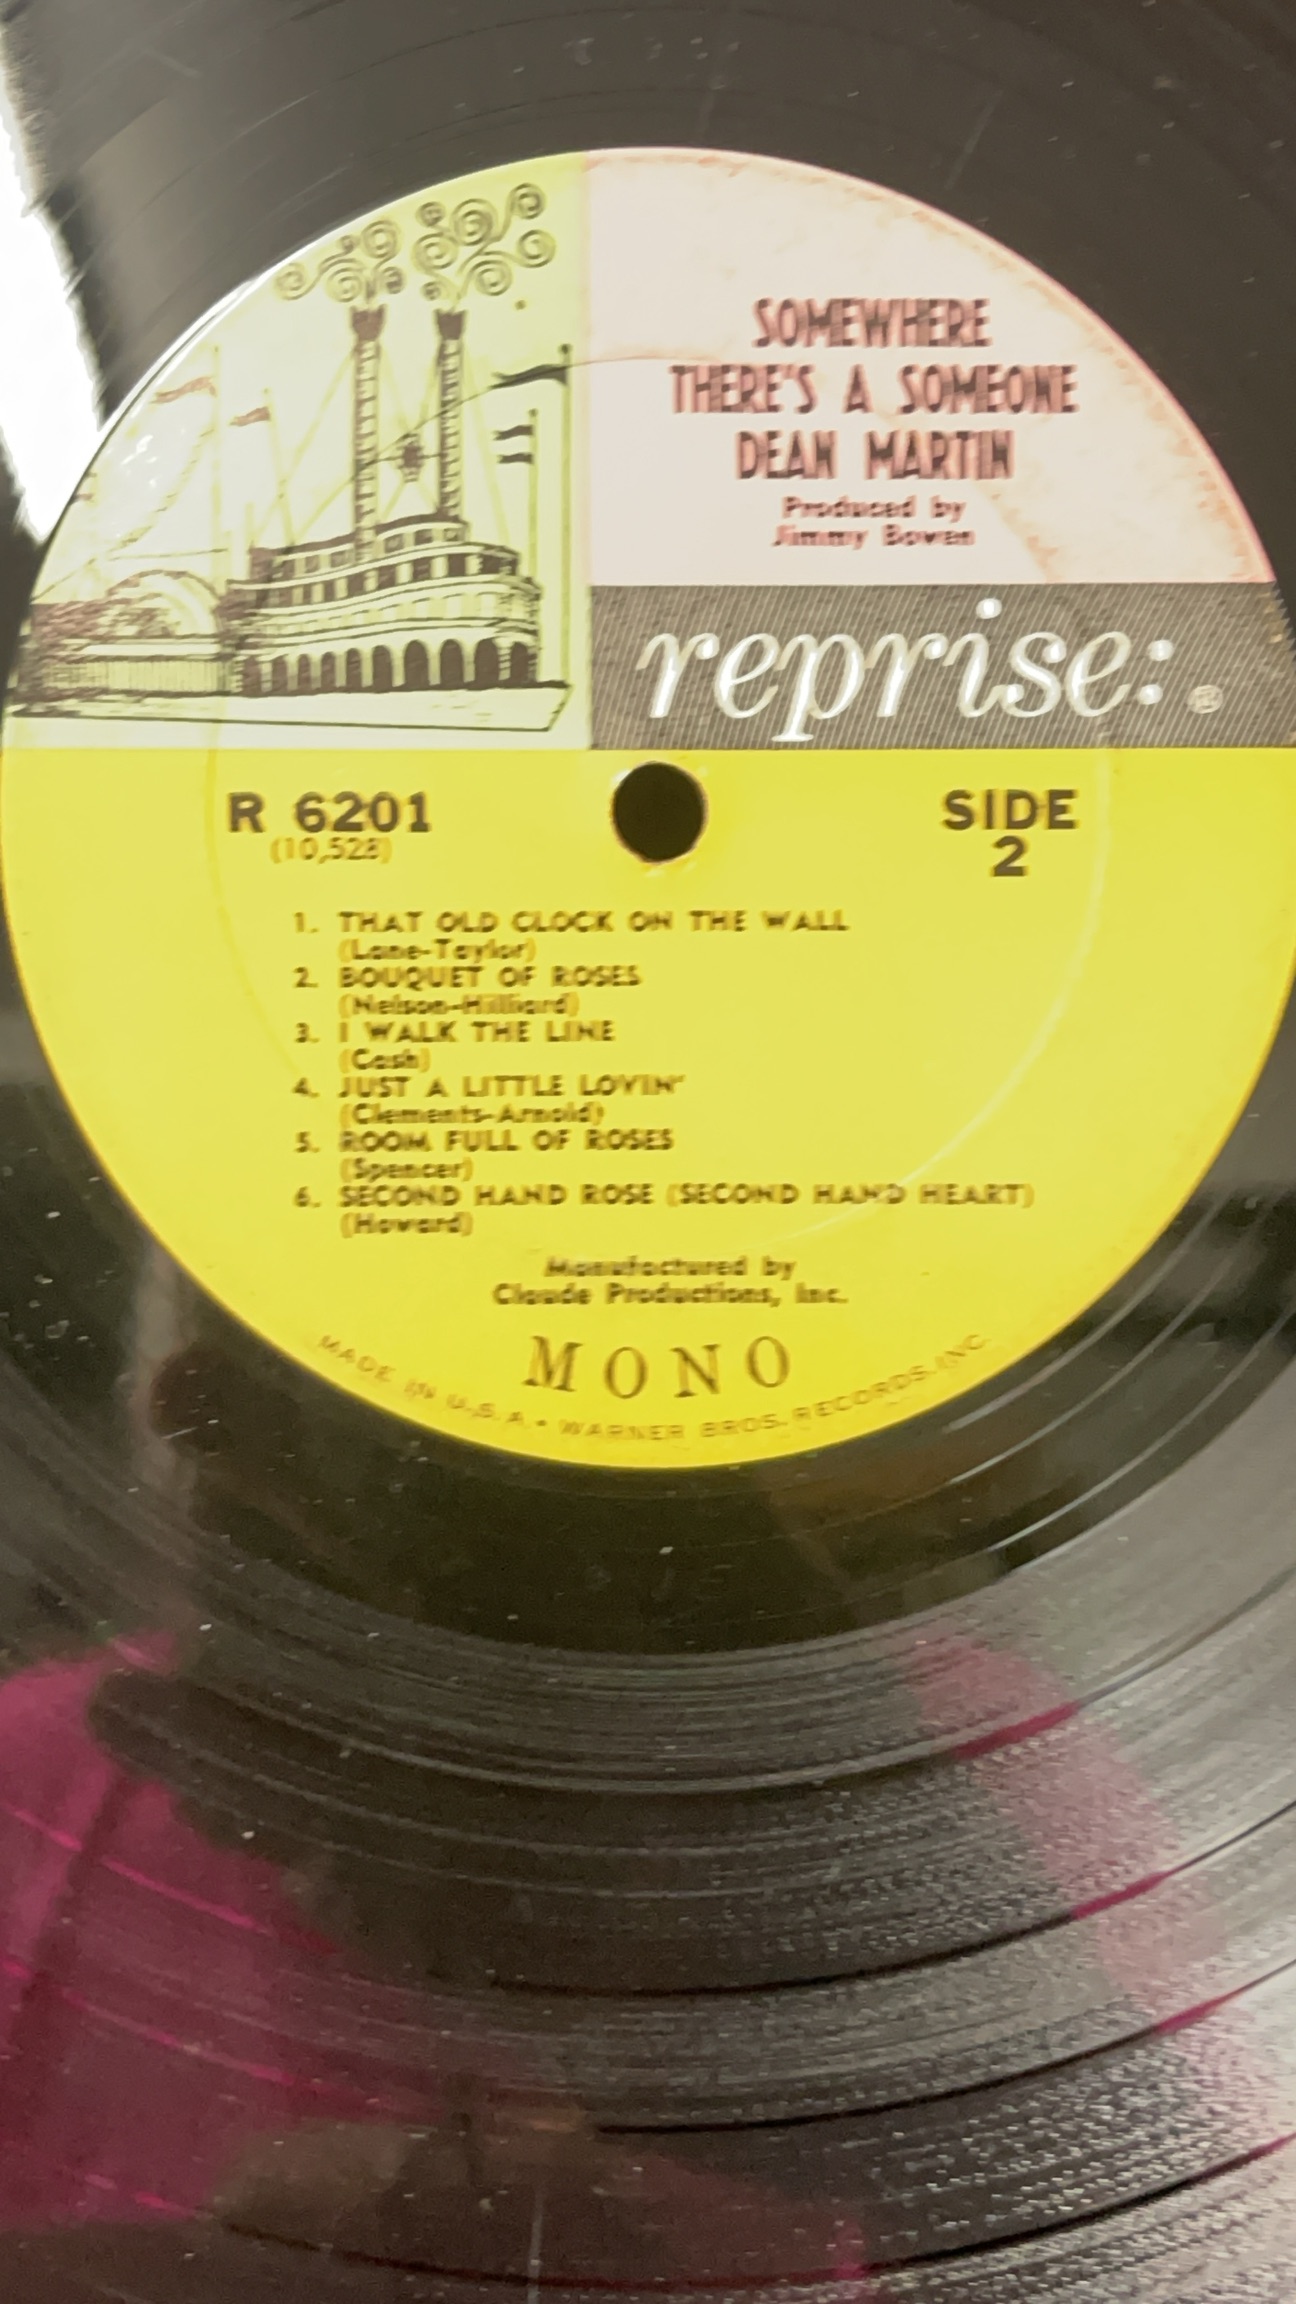 SOMEWHERE
THERE'S A SOMEONE
DEAN MARTIN
Produced by
Jimmy Bowen
reprise: ®
R 6201
(10,528)
SIDE
2
1. THAT OLD CLOCK ON THE WALL
(Lane-Taylor)
2. BOUQUET OF ROSES
(Nelson-Hilliard)
3. I WALK THE LINE
(Cash)
4. JUST A LITTLE LOVIN'
(Clements-Arnold)
5. ROOM FULL OF ROSES
(Spencer)
6. SECOND HAND ROSE (SECOND HAND HEART)
(Howard)
Manufactured by
Claude Productions, Inc.
MONO
MADE IN U.S.A. • WARNER BROS. RECORDS, INC.